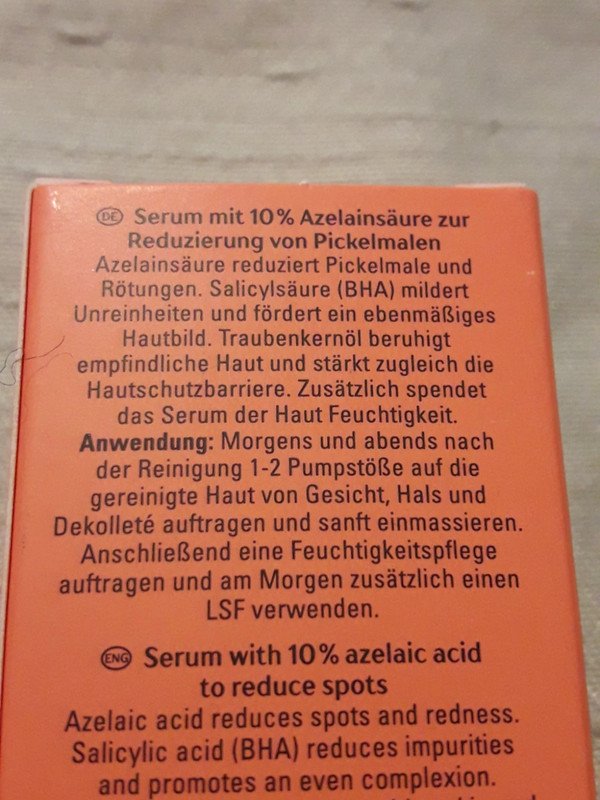 DE Serum mit 10% Azelainsäure zur
Reduzierung von Pickelmalen
Azelainsäure reduziert Pickelmale und
Rötungen. Salicylsäure (BHA) mildert
Unreinheiten und fördert ein ebenmäßiges
Hautbild. Traubenkernöl beruhigt
empfindliche Haut und stärkt zugleich die
Hautschutzbarriere. Zusätzlich spendet
das Serum der Haut Feuchtigkeit.
Anwendung: Morgens und abends nach
der Reinigung 1-2 Pumpstöße auf die
gereinigte Haut von Gesicht, Hals und
Dekolleté auftragen und sanft einmassieren.
Anschließend eine Feuchtigkeitspflege
auftragen und am Morgen zusätzlich einen
LSF verwenden.
ENG Serum with 10% azelaic acid
to reduce spots
Azelaic acid reduces spots and redness.
Salicylic acid (BHA) reduces impurities
and promotes an even complexion.